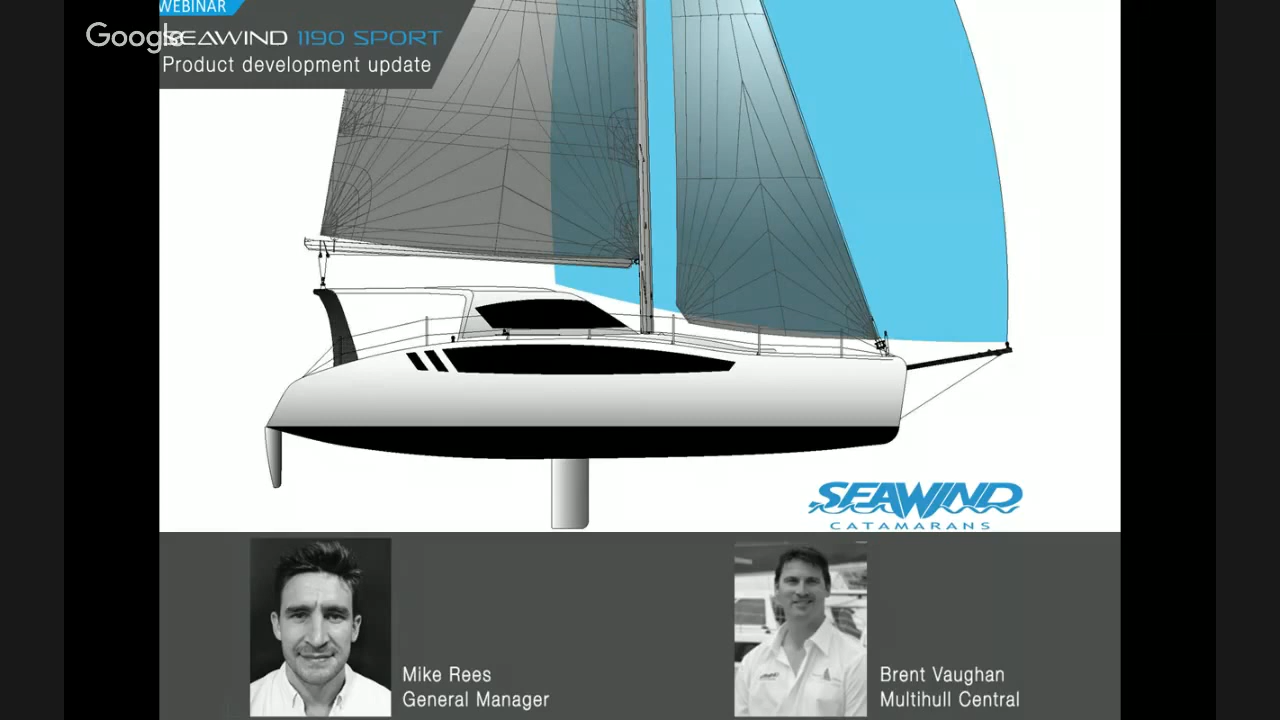 WEBINAR
Google
SEAWIND 1190 SPORT
Product development update
SEAWIND
CATAMARANS
Mike Rees
General Manager
Brent Vaughan
Multihull Central